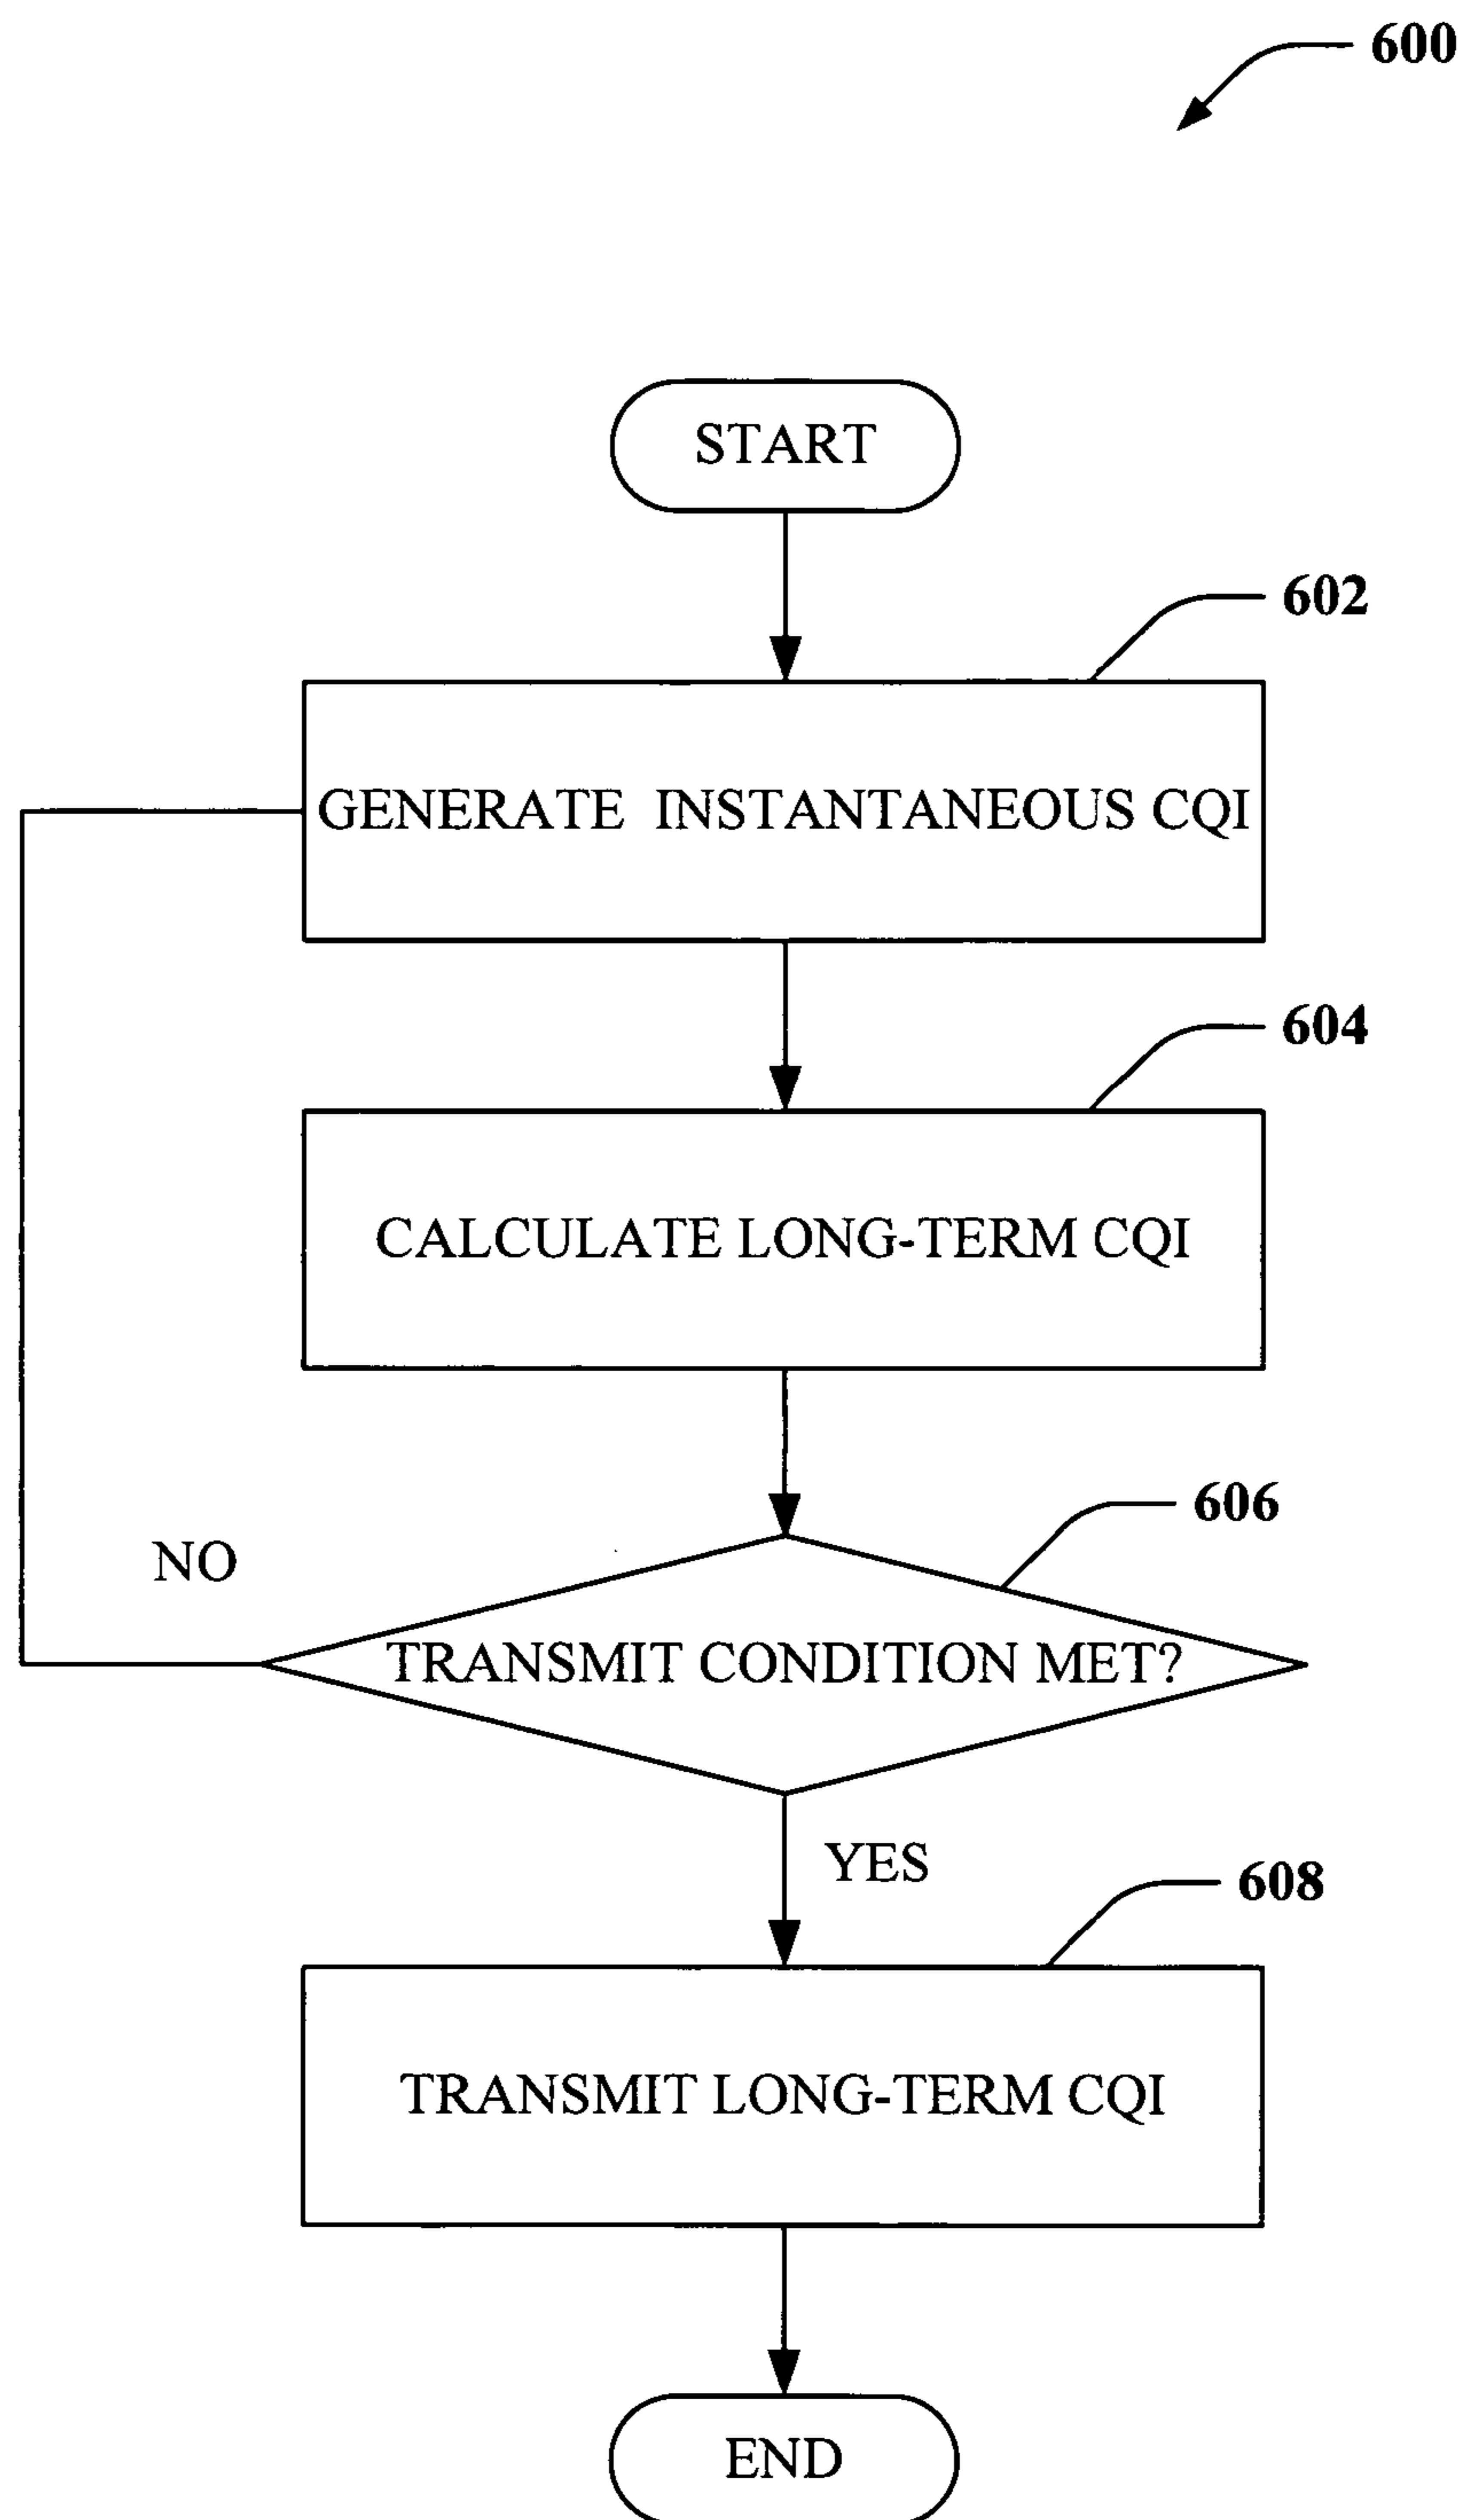 600
START
602
GENERATE INSTANTANEOUS CQI
604
CALCULATE LONG-TERM CQI
606
NO
TRANSMIT CONDITION MET?
YES
608
TRANSMIT LONG-TERM CQI
END